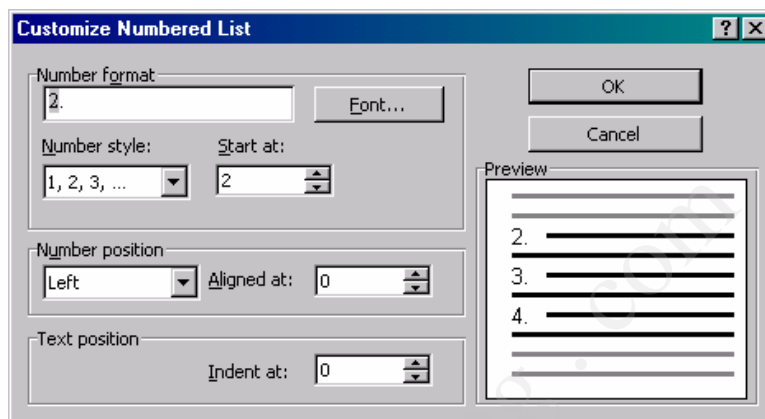 Customize Numbered List
Number format
2.
Font...
OK
Number style:
Start at:
Cancel
1, 2, 3, ...
2
Preview
2.
3.
4.
Number position
Left
Aligned at:
0
Text position
Indent at:
0
.com